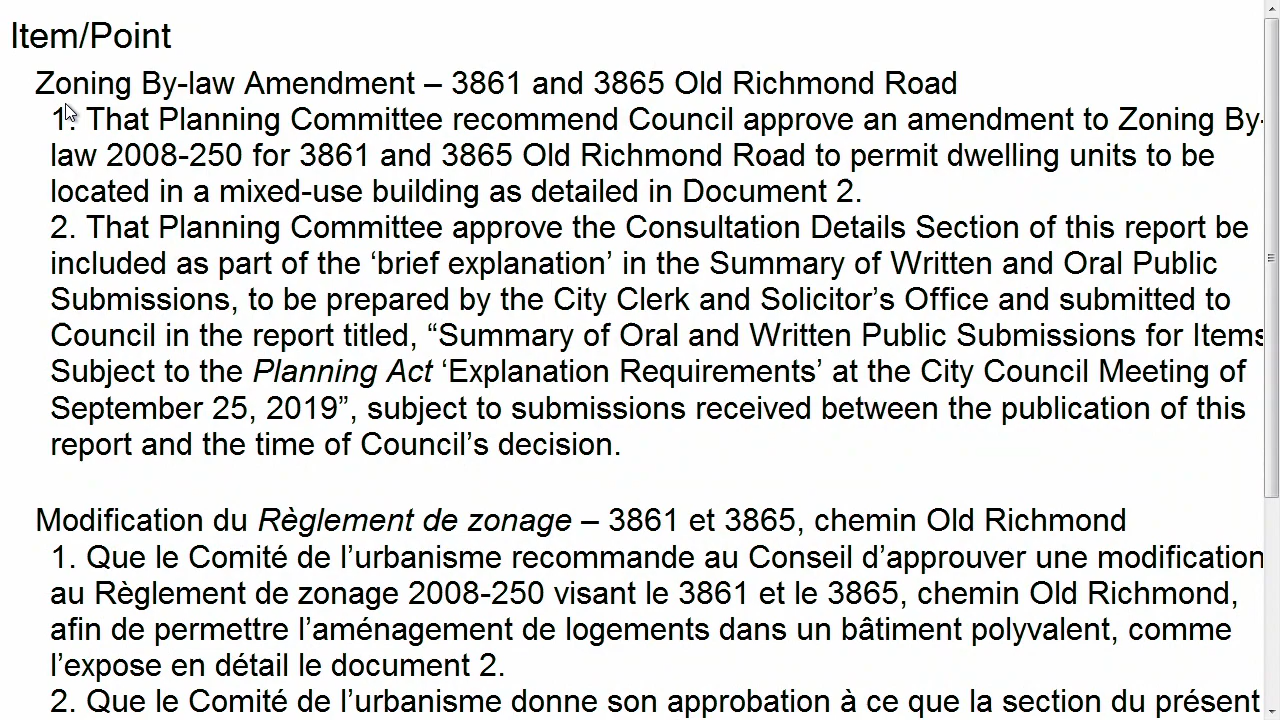 Item/Point
Zoning By-law Amendment – 3861 and 3865 Old Richmond Road
1. That Planning Committee recommend Council approve an amendment to Zoning By-
law 2008-250 for 3861 and 3865 Old Richmond Road to permit dwelling units to be
located in a mixed-use building as detailed in Document 2.
2. That Planning Committee approve the Consultation Details Section of this report be
included as part of the ‘brief explanation’ in the Summary of Written and Oral Public
Submissions, to be prepared by the City Clerk and Solicitor’s Office and submitted to
Council in the report titled, “Summary of Oral and Written Public Submissions for Items
Subject to the Planning Act ‘Explanation Requirements’ at the City Council Meeting of
September 25, 2019”, subject to submissions received between the publication of this
report and the time of Council’s decision.
Modification du Règlement de zonage – 3861 et 3865, chemin Old Richmond
1. Que le Comité de l’urbanisme recommande au Conseil d’approuver une modification
au Règlement de zonage 2008-250 visant le 3861 et le 3865, chemin Old Richmond,
afin de permettre l’aménagement de logements dans un bâtiment polyvalent, comme
l’expose en détail le document 2.
2. Que le Comité de l’urbanisme donne son approbation à ce que la section du présent